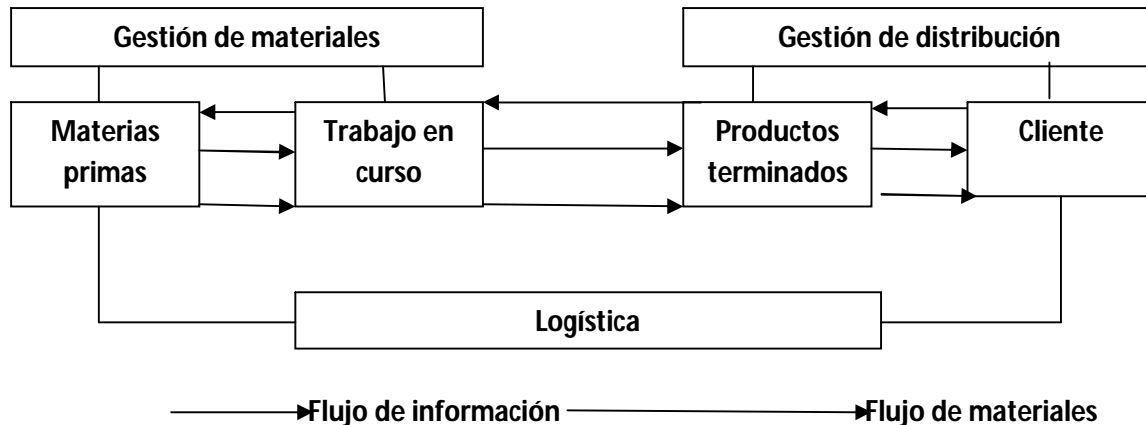 Gestión de materiales
Gestión de distribución
Materias
primas
Trabajo en
curso
Productos
terminados
Cliente
Logística
Flujo de información
Flujo de materiales